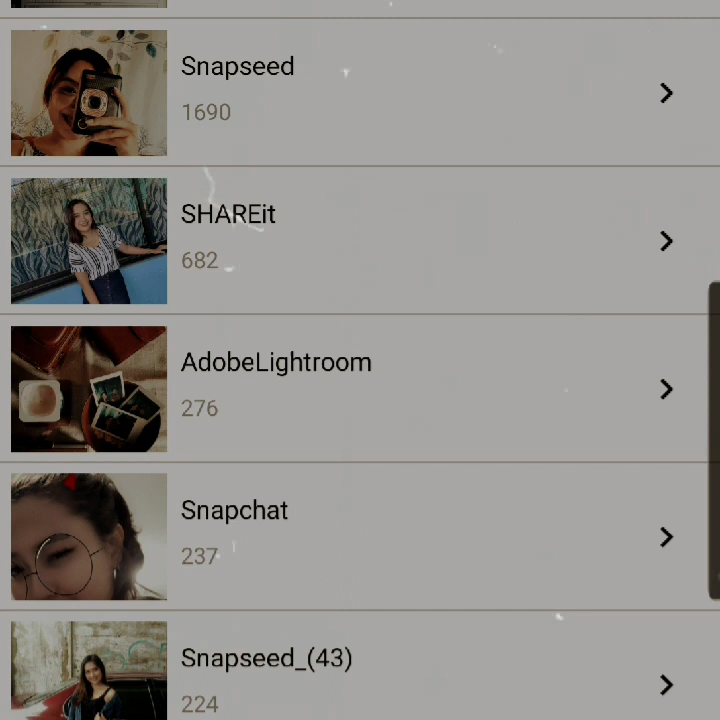 Snapseed
1690
SHAREit
682
AdobeLightroom
276
Snapchat
237
Snapseed_(43)
224